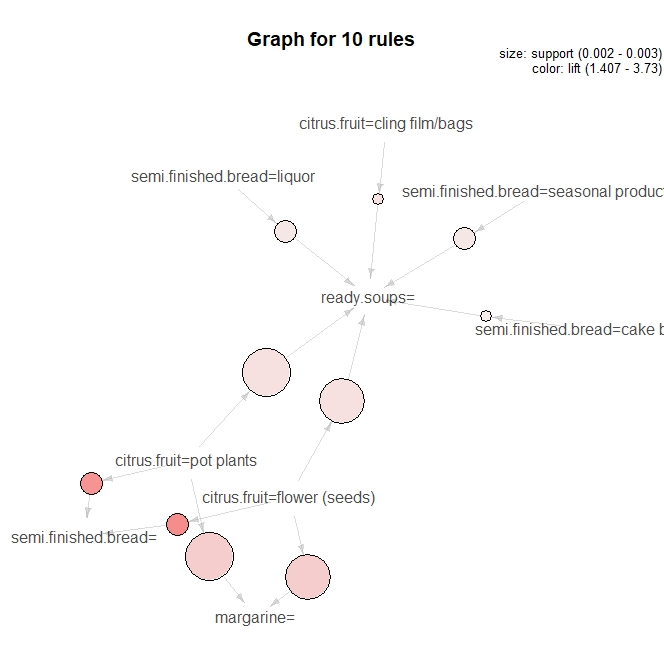 Graph for 10 rules
size: support (0.002 - 0.003)
color: lift (1.407 - 3.73)
citrus.fruit=cling film/bags
semi.finished.bread=liquor
semi.finished.bread=seasonal produc
ready.soups=
semi.finished.bread=cake b
citrus.fruit=pot plants
citrus.fruit=flower (seeds)
semi.finished.bread=
margarine=